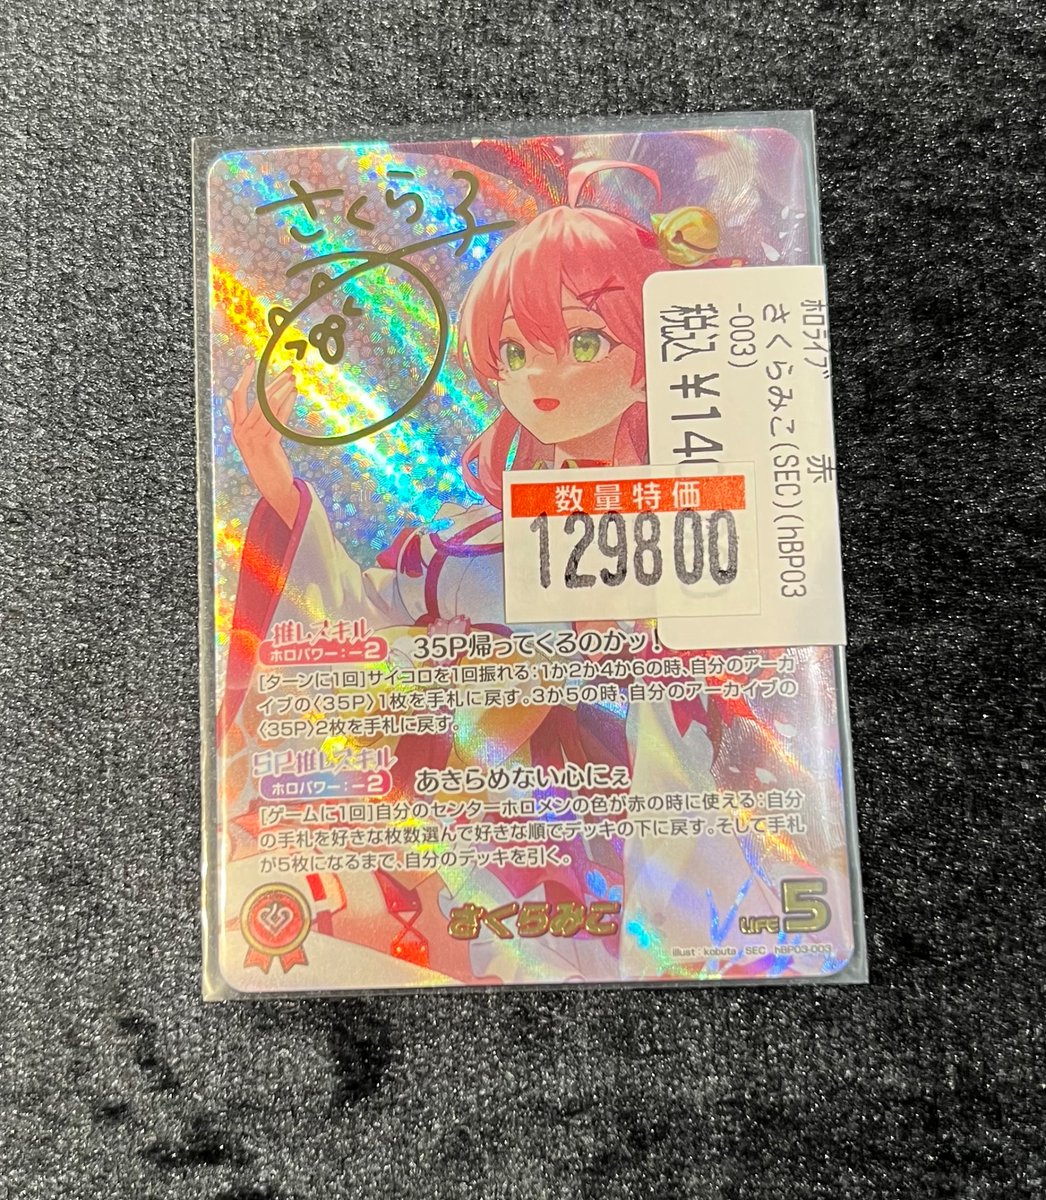 さくら
ホロライブ 赤
さくらみこ(SEC)(hBP03
-003)
税込 ¥14
数量特価
129800
推しスキル
ホロパワー:-2
35P帰ってくるのかッ!
[ターンに1回]サイコロを1回振れる:1か2か4か6の時、自分のアーカ
イブの〈35P〉1枚を手札に戻す。3か5の時、自分のアーカイブの
〈35P〉2枚を手札に戻す。
SP推しスキル
ホロパワー:-2
あきらめない心にぇ
[ゲームに1回]自分のセンターホロメンの色が赤の時に使える:自分
の手札を好きな枚数選んで好きな順でデッキの下に戻す。そして手札
が5枚になるまで、自分のデッキを引く。
さくらみこ
LIFE 5
illust:kobuta SEC hBP03-003